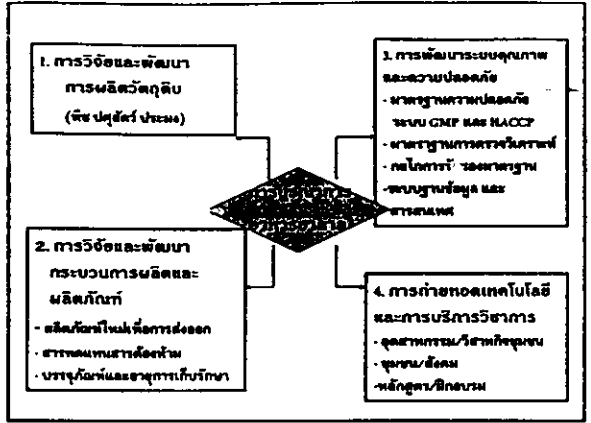 1. การวิจัยและพัฒนา
การผลิตวัตถุดิบ
(พืช ปศุสัตว์ ประมง)
2. การวิจัยและพัฒนา
กระบวนการผลิตและ
ผลิตภัณฑ์
- ผลิตภัณฑ์ใหม่เพื่อการส่งออก
- สารทดแทนสารต้องห้าม
- บรรจุภัณฑ์และอายุการเก็บรักษา
3. การพัฒนาระบบคุณภาพ
และความปลอดภัย
- มาตรฐานความปลอดภัย
ระบบ GMP และ HACCP
- มาตรฐานการตรวจวิเคราะห์
- กลไกการรับรองมาตรฐาน
-ระบบฐานข้อมูล และ
สารสนเทศ
4. การถ่ายทอดเทคโนโลยี
และการบริการวิชาการ
- อุตสาหกรรม/วิสาหกิจชุมชน
- ชุมชน/สังคม
-หลักสูตร/ฝึกอบรม